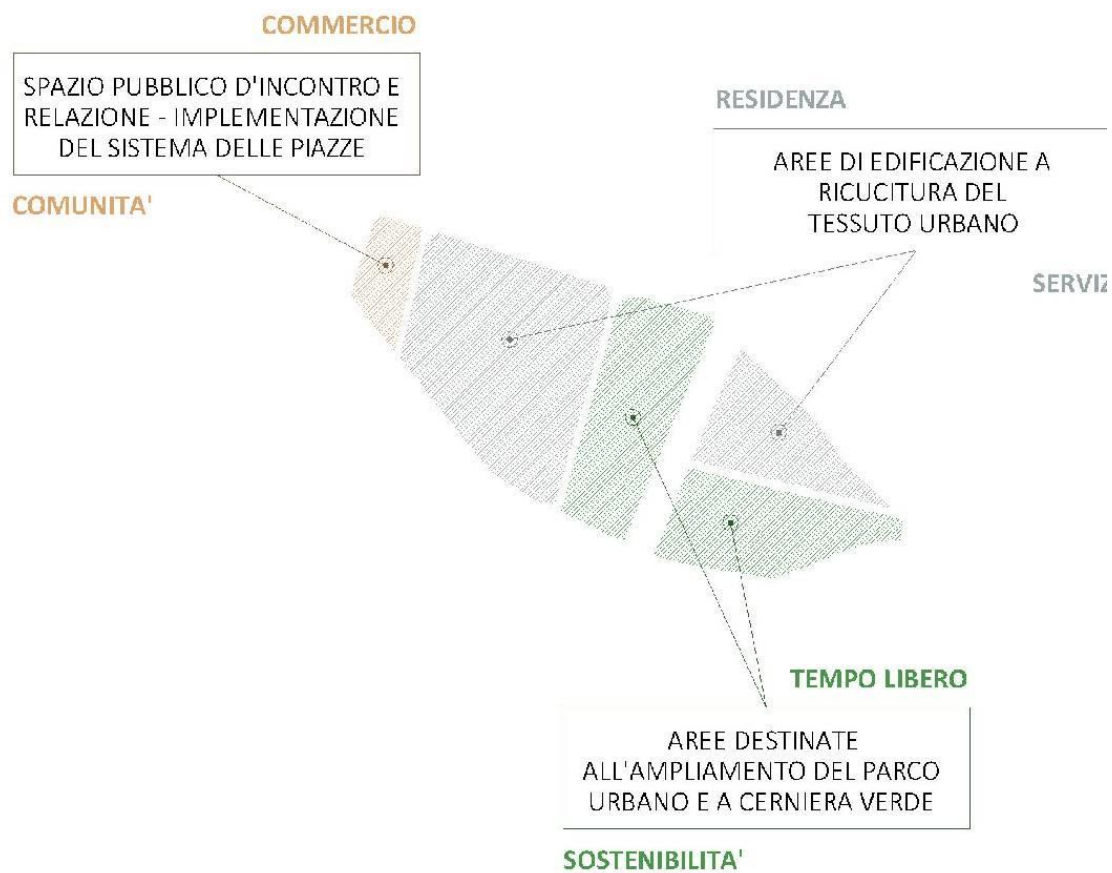 COMMERCIO
SPAZIO PUBBLICO D'INCONTRO E
RELAZIONE - IMPLEMENTAZIONE
DEL SISTEMA DELLE PIAZZE
COMUNITA'
RESIDENZA
AREE DI EDIFICAZIONE A
RICUCITURA DEL
TESSUTO URBANO
SERVIZ
TEMPO LIBERO
AREE DESTINATE
ALL'AMPLIAMENTO DEL PARCO
URBANO E A CERNIERA VERDE
SOSTENIBILITA'